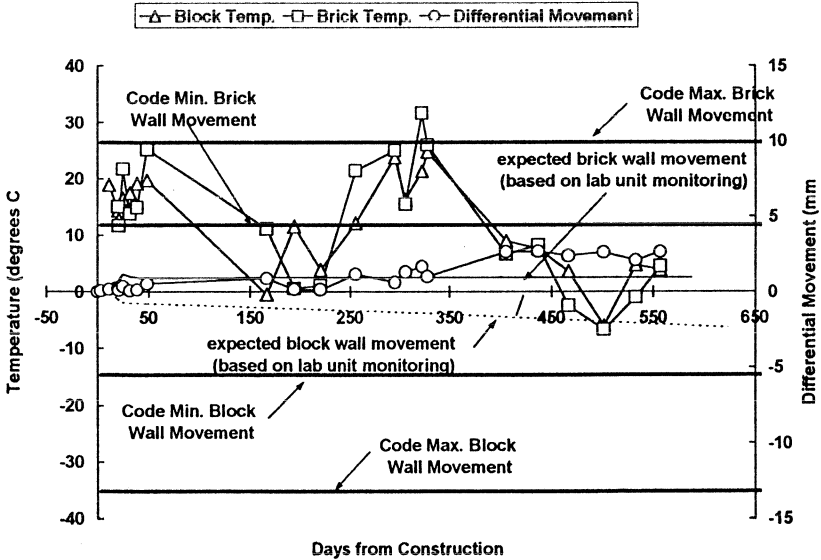 Block Temp. Brick Temp. Differential Movement
40
30
20
10
0
-10
-20
-30
-40
15
10
5
0
-5
-10
-15
-50 50 150 250 350 450 550 650
Code Min. Brick
Wall Movement
Code Max. Brick
Wall Movement
expected brick wall movement
(based on lab unit monitoring)
expected block wall movement
(based on lab unit monitoring)
Code Min. Block
Wall Movement
Code Max. Block
Wall Movement
Temperature (degrees C
Differential Movement (mm
Days from Construction